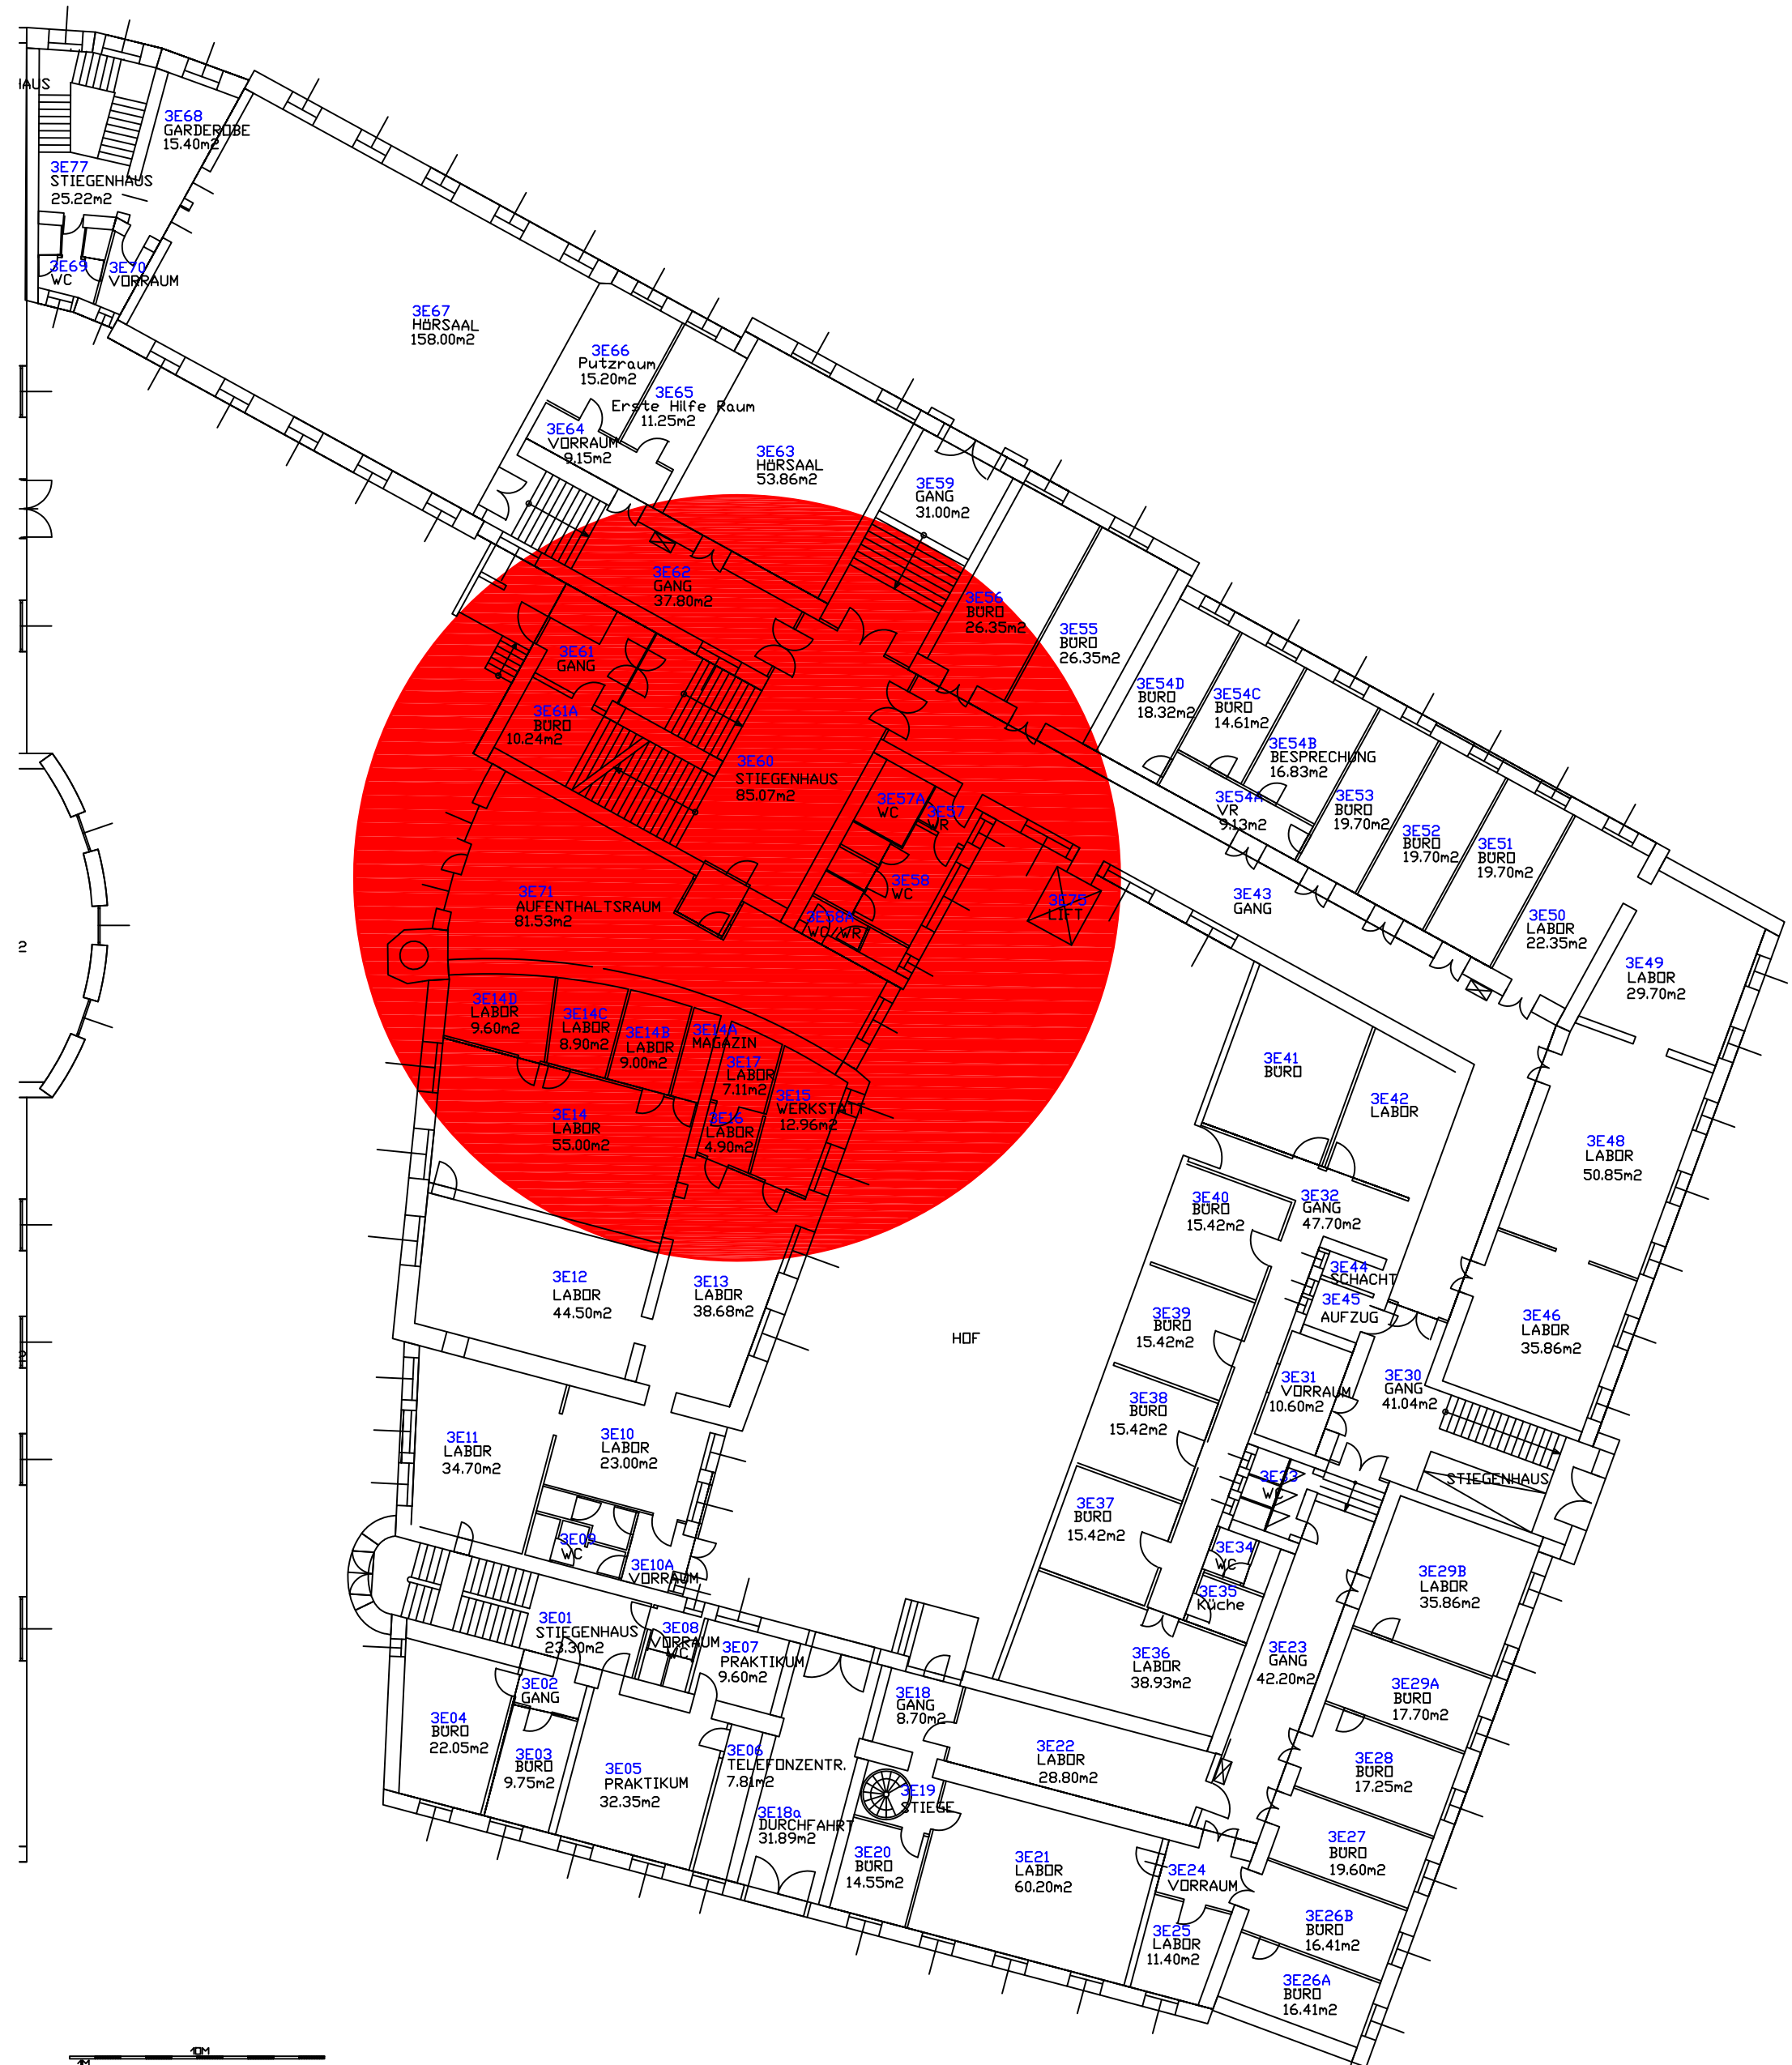 HAUS
3E68
GARDEROBE
15.40m2
3E77
STIEGENHAUS
25.22m2
3E69
WC
3E70
VORRAUM
3E67
HÖRSAAL
158.00m2
3E66
Putzraum
15.20m2
3E65
Erste Hilfe Raum
11.25m2
3E64
VORRAUM
9.15m2
3E63
HÖRSAAL
53.86m2
3E59
GANG
31.00m2
3E62
GANG
37.80m2
3E56
BÜRO
26.35m2
3E55
BÜRO
26.35m2
3E61
GANG
3E61A
BÜRO
10.24m2
3E54D
BÜRO
18.32m2
3E54C
BÜRO
14.61m2
3E54B
BESPRECHUNG
16.83m2
3E54A
VR
9.13m2
3E53
BÜRO
19.70m2
3E52
BÜRO
19.70m2
3E51
BÜRO
19.70m2
3E60
STIEGENHAUS
85.07m2
3E57A
WC
3E57
WR
3E58
WC
3E58A
WC/WR
3E75
LIFT
3E43
GANG
3E50
LABOR
22.35m2
3E49
LABOR
29.70m2
3E71
AUFENTHALTSRAUM
81.53m2
2
3E14D
LABOR
9.60m2
3E14C
LABOR
8.90m2
3E14B
LABOR
9.00m2
3E14A
MAGAZIN
3E17
LABOR
7.11m2
3E15
WERKSTATT
12.96m2
3E16
LABOR
4.90m2
3E14
LABOR
55.00m2
3E41
BÜRO
3E42
LABOR
3E48
LABOR
50.85m2
3E40
BÜRO
15.42m2
3E32
GANG
47.70m2
3E44
SCHACHT
3E45
AUFZUG
3E46
LABOR
35.86m2
3E12
LABOR
44.50m2
3E13
LABOR
38.68m2
HOF
3E39
BÜRO
15.42m2
3E38
BÜRO
15.42m2
3E31
VORRAUM
10.60m2
3E30
GANG
41.04m2
3E11
LABOR
34.70m2
3E10
LABOR
23.00m2
STIEGENHAUS
3E33
WC
3E37
BÜRO
15.42m2
3E09
WC
3E10A
VORRAUM
3E34
WC
3E35
Küche
3E29B
LABOR
35.86m2
3E01
STIEGENHAUS
23.30m2
3E08
VORRAUM
WC
3E07
PRAKTIKUM
9.60m2
3E36
LABOR
38.93m2
3E23
GANG
42.20m2
3E02
GANG
3E18
GANG
8.70m2
3E29A
BÜRO
17.70m2
3E04
BÜRO
22.05m2
3E03
BÜRO
9.75m2
3E05
PRAKTIKUM
32.35m2
3E06
TELEFONZENTR.
7.81m2
3E22
LABOR
28.80m2
3E28
BÜRO
17.25m2
3E19
STIEGE
3E18a
DURCHFAHRT
31.89m2
3E20
BÜRO
14.55m2
3E21
LABOR
60.20m2
3E24
VORRAUM
3E27
BÜRO
19.60m2
3E25
LABOR
11.40m2
3E26B
BÜRO
16.41m2
3E26A
BÜRO
16.41m2
10M
1M